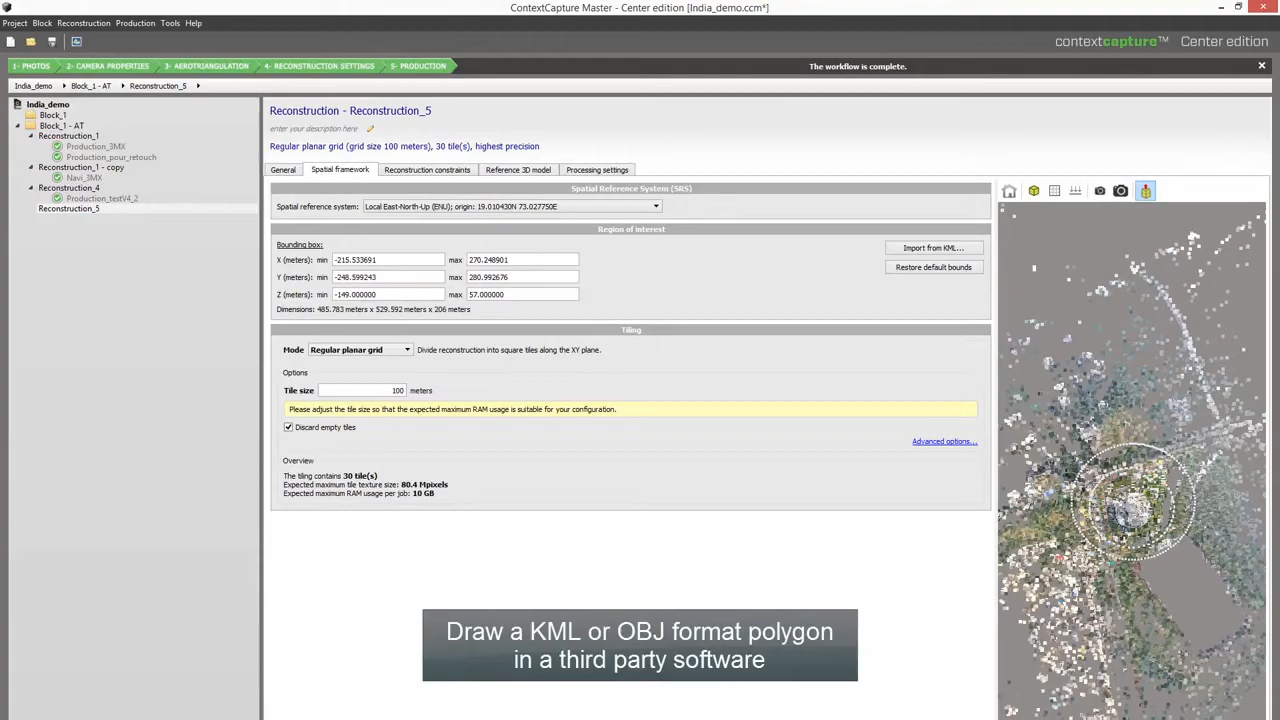 ContextCapture Master - Center edition [India_demo.ccm*]
Project Block Reconstruction Production Tools Help
contextcapture™ Center edition
1- PHOTOS 2- CAMERA PROPERTIES 3- AEROTRIANGULATION 4- RECONSTRUCTION SETTINGS 5- PRODUCTION The workflow is complete.
India_demo Block_1 - AT Reconstruction_5
India_demo
Block_1
Block_1 - AT
Reconstruction_1
Production_3MX
Production_pour_retouch
Reconstruction_1 - copy
Navi_3MX
Reconstruction_4
Production_testV4_2
Reconstruction_5
Reconstruction - Reconstruction_5
enter your description here
Regular planar grid (grid size 100 meters), 30 tile(s), highest precision
General Spatial framework Reconstruction constraints Reference 3D model Processing settings
Spatial Reference System (SRS)
Spatial reference system: Local East-North-Up (ENU); origin: 19.010430N 73.027750E
Region of interest
Bounding box:
X (meters): min -215.533691 max 270.248901
Y (meters): min -248.599243 max 280.992676
Z (meters): min -149.000000 max 57.000000
Dimensions: 485.783 meters x 529.592 meters x 206 meters
Import from KML...
Restore default bounds
Tiling
Mode Regular planar grid Divide reconstruction into square tiles along the XY plane.
Options
Tile size 100 meters
Please adjust the tile size so that the expected maximum RAM usage is suitable for your configuration.
Discard empty tiles
Advanced options...
Overview
The tiling contains 30 tile(s)
Expected maximum tile texture size: 80.4 Mpixels
Expected maximum RAM usage per job: 10 GB
Draw a KML or OBJ format polygon
in a third party software